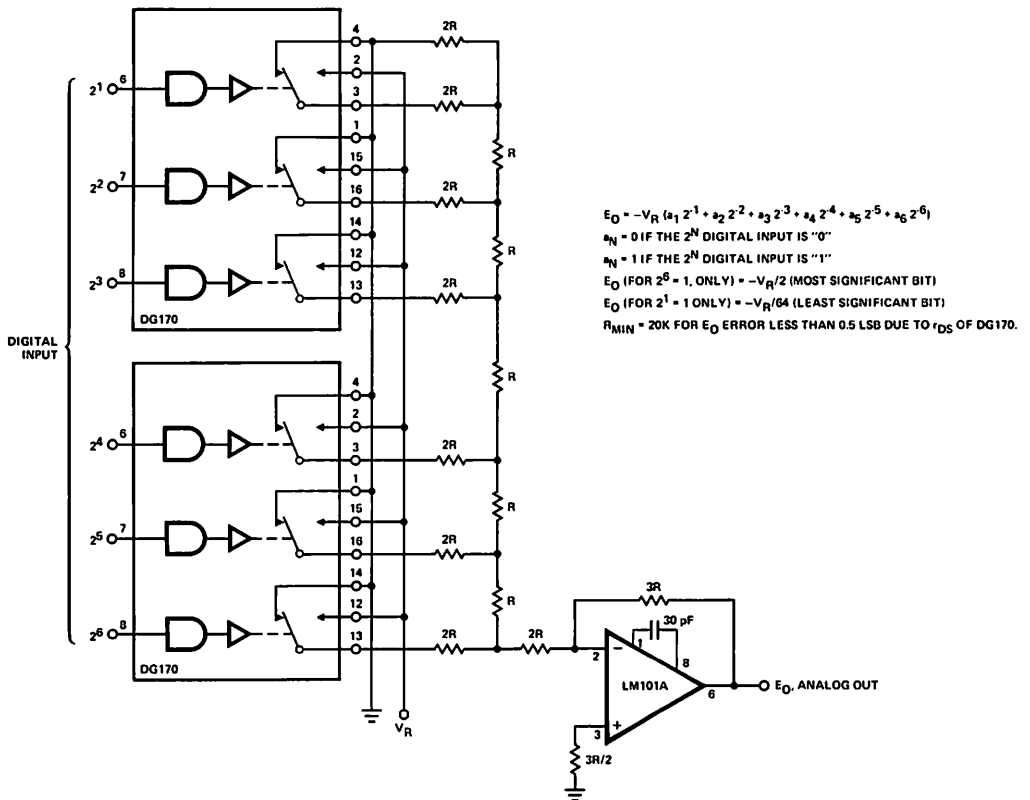 4
2R
2
2¹ 6
3
2R
1
R
15
2² 7
16
2R
14
R
12
2³ 8
13
2R
DG170
E_O = –V_R (a₁ 2⁻¹ + a₂ 2⁻² + a₃ 2⁻³ + a₄ 2⁻⁴ + a₅ 2⁻⁵ + a₆ 2⁻⁶)
a_N = 0 IF THE 2ᴺ DIGITAL INPUT IS "0"
a_N = 1 IF THE 2ᴺ DIGITAL INPUT IS "1"
E_O (FOR 2⁶ = 1, ONLY) = –V_R/2 (MOST SIGNIFICANT BIT)
E_O (FOR 2¹ = 1 ONLY) = –V_R/64 (LEAST SIGNIFICANT BIT)
R_MIN = 20K FOR E_O ERROR LESS THAN 0.5 LSB DUE TO r_DS OF DG170.
DIGITAL
INPUT
R
4
2
2⁴ 6
3
2R
1
R
15
2⁵ 7
16
2R
14
R
12
2⁶ 8
13
2R
2R
DG170
V_R
3R
30 pF
1
8
2
–
LM101A
6
E_O, ANALOG OUT
+
3
3R/2